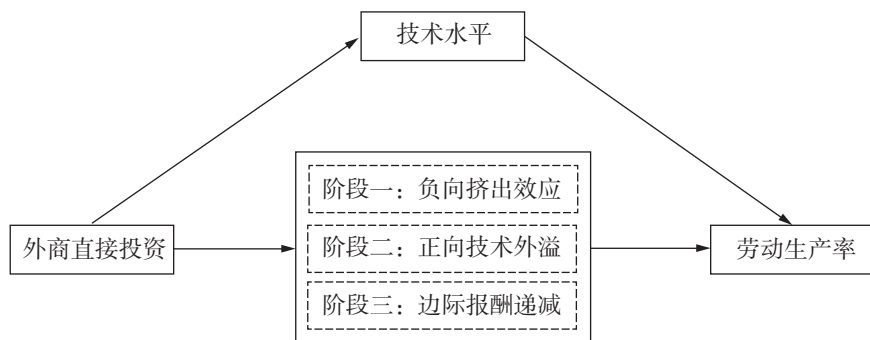 技术水平
阶段一：负向挤出效应
外商直接投资
阶段二：正向技术外溢
劳动生产率
阶段三：边际报酬递减